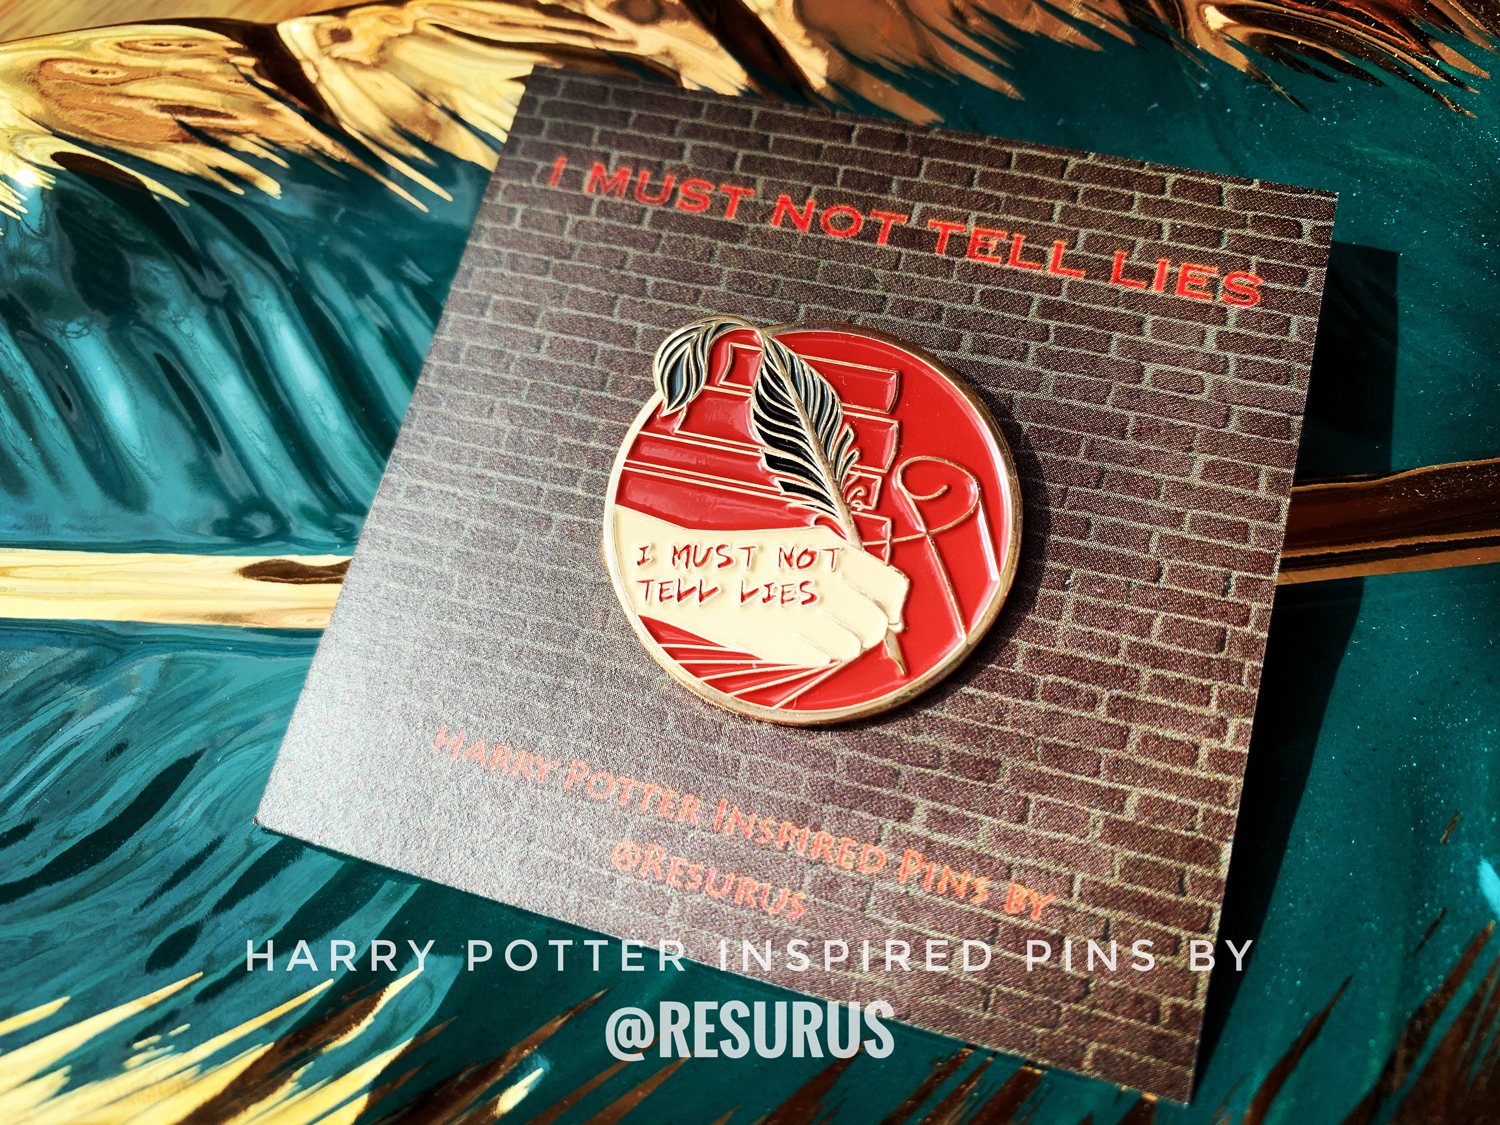 I MUST NOT TELL LIES
I MUST NOT
TELL LIES
HARRY POTTER INSPIRED PINS BY
@RESURUS
HARRY POTTER INSPIRED PINS BY
@RESURUS